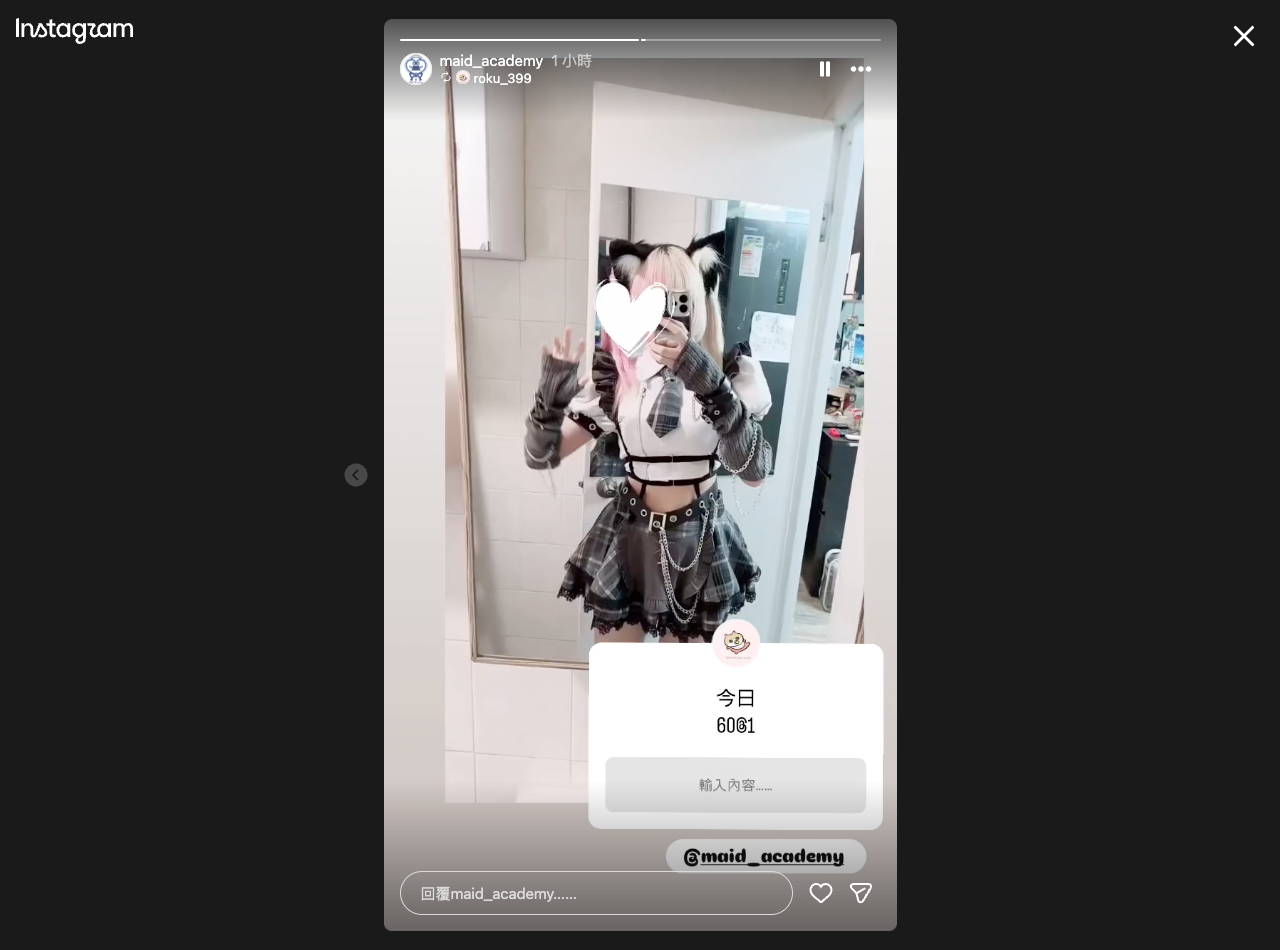 Instagram
maid_academy 1 小時
roku_399
今日
60@1
輸入內容……
@maid_academy
回覆maid_academy……